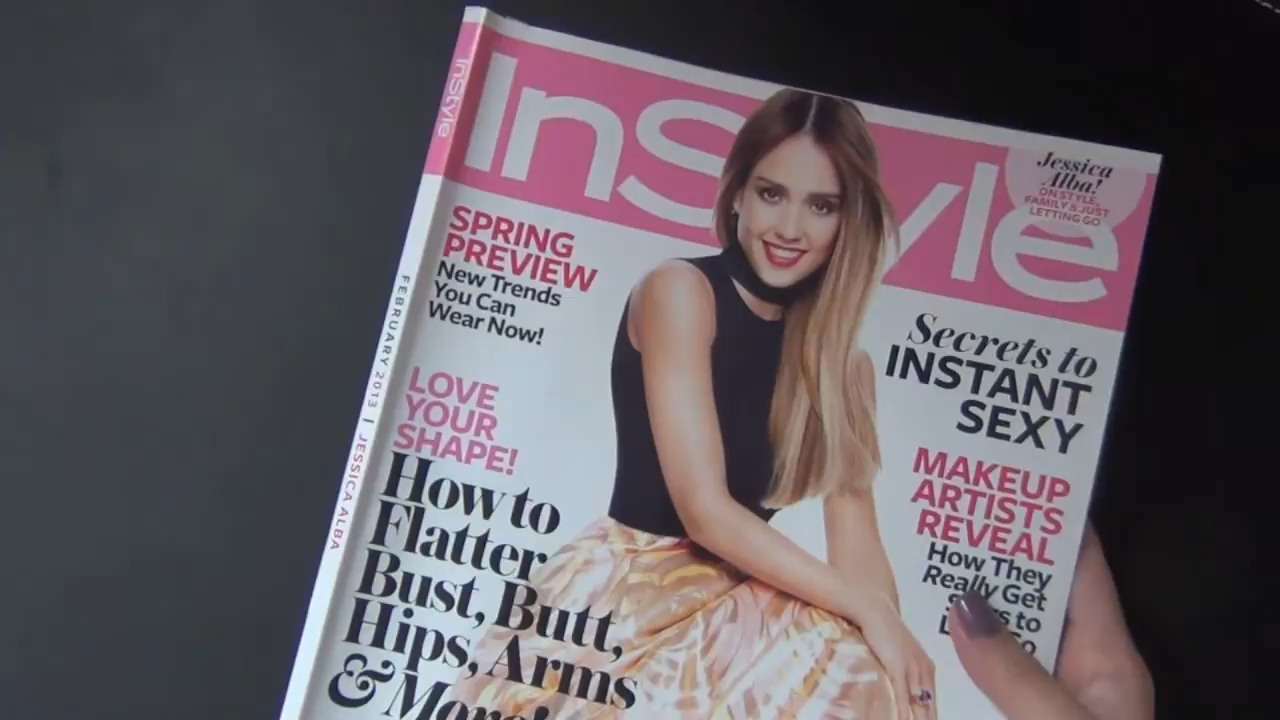 InStyle
InStyle
Jessica
Alba!
ON STYLE,
FAMILY & JUST
LETTING GO
SPRING
PREVIEW
New Trends
You Can
Wear Now!
FEBRUARY 2013 | JESSICA ALBA
LOVE
YOUR
SHAPE!
How to
Flatter
Bust, Butt,
Hips, Arms
& More!
Secrets to
INSTANT
SEXY
MAKEUP
ARTISTS
REVEAL
How They
Really Get
to